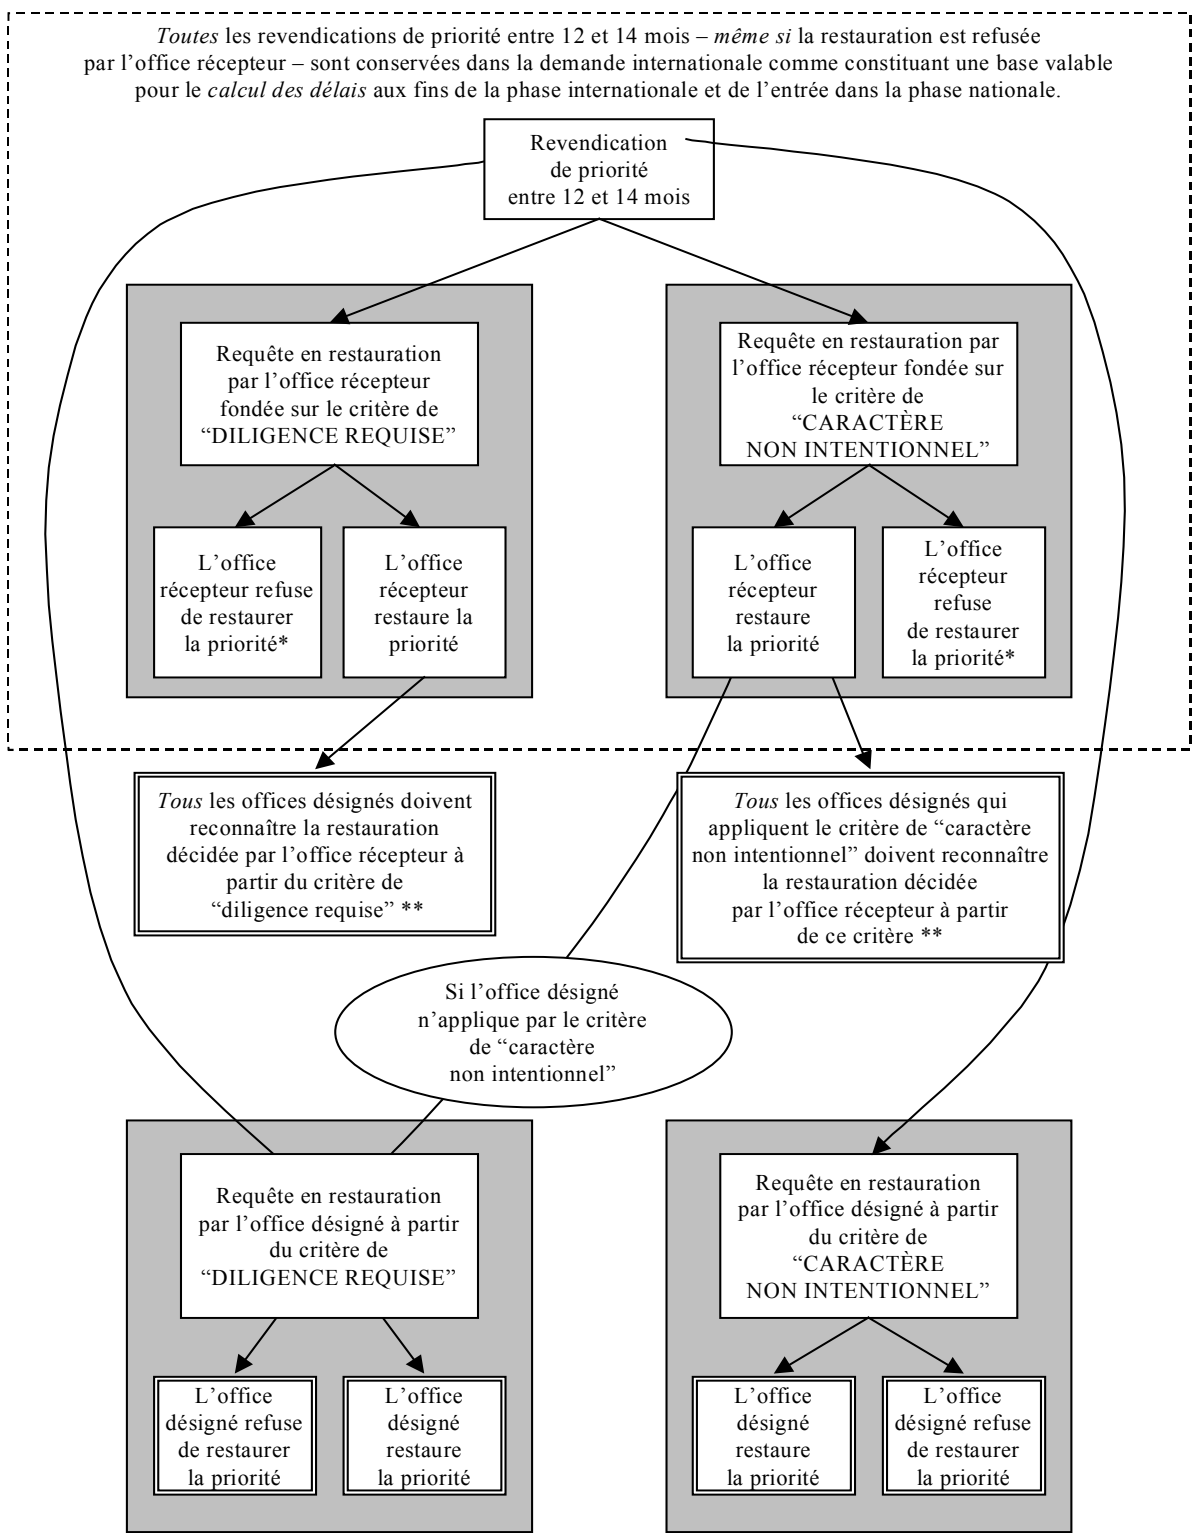 Toutes les revendications de priorité entre 12 et 14 mois – même si la restauration est refusée
par l’office récepteur – sont conservées dans la demande internationale comme constituant une base valable
pour le calcul des délais aux fins de la phase internationale et de l’entrée dans la phase nationale.
Revendication
de priorité
entre 12 et 14 mois
Requête en restauration
par l’office récepteur
fondée sur le critère de
“DILIGENCE REQUISE”
Requête en restauration par
l’office récepteur fondée sur
le critère de
“CARACTÈRE
NON INTENTIONNEL”
L’office
récepteur refuse
de restaurer
la priorité*
L’office
récepteur
restaure la
priorité
L’office
récepteur
restaure
la priorité
L’office
récepteur
refuse
de restaurer
la priorité*
Tous les offices désignés doivent
reconnaître la restauration
décidée par l’office récepteur à
partir du critère de
“diligence requise” **
Tous les offices désignés qui
appliquent le critère de “caractère
non intentionnel” doivent reconnaître
la restauration décidée
par l’office récepteur à partir
de ce critère **
Si l’office désigné
n’applique par le critère
de “caractère
non intentionnel”
Requête en restauration
par l’office désigné à partir
du critère de
“DILIGENCE REQUISE”
Requête en restauration
par l’office désigné à partir
du critère de
“CARACTÈRE
NON INTENTIONNEL”
L’office
désigné refuse
de restaurer
la priorité
L’office
désigné
restaure
la priorité
L’office
désigné
restaure
la priorité
L’office
désigné refuse
de restaurer
la priorité